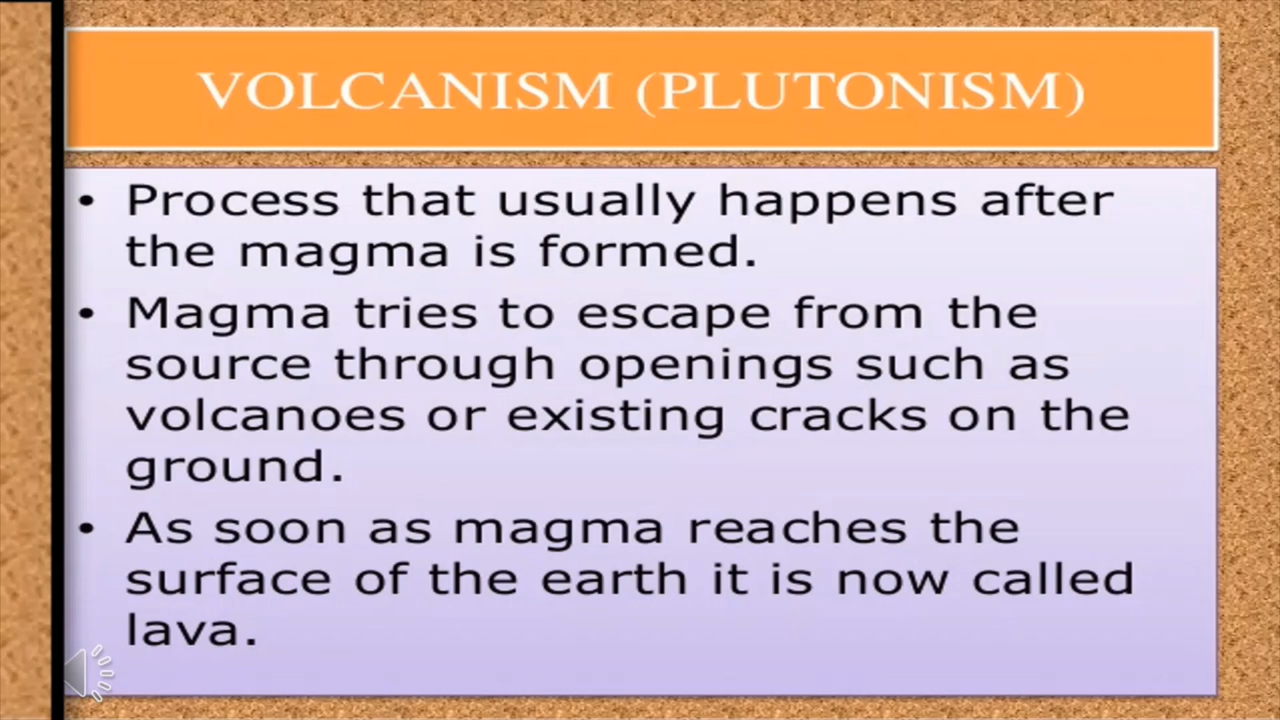 VOLCANISM (PLUTONISM)
• Process that usually happens after
the magma is formed.
• Magma tries to escape from the
source through openings such as
volcanoes or existing cracks on the
ground.
• As soon as magma reaches the
surface of the earth it is now called
lava.